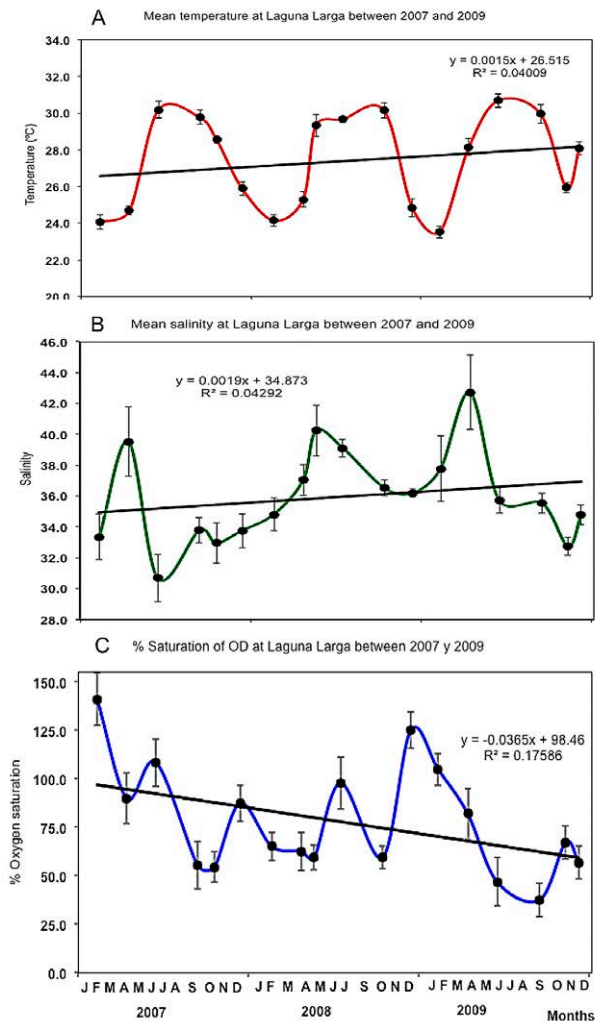 A
Mean temperature at Laguna Larga between 2007 and 2009
34.0
y = 0.0015x + 26.515
R² = 0.04009
32.0
30.0
28.0
26.0
24.0
22.0
20.0
Temperature (ºC)
B
Mean salinity at Laguna Larga between 2007 and 2009
46.0
44.0
y = 0.0019x + 34.873
R² = 0.04292
42.0
40.0
38.0
36.0
34.0
32.0
30.0
28.0
Salinity
C
% Saturation of OD at Laguna Larga between 2007 y 2009
150.0
125.0
y = -0.0365x + 98.46
R² = 0.17586
100.0
75.0
50.0
25.0
0.0
% Oxygen saturation
J F M A M J J A S O N D J F M A M J J S O N D J F M A M J J A S O N D
2007 2008 2009 Months